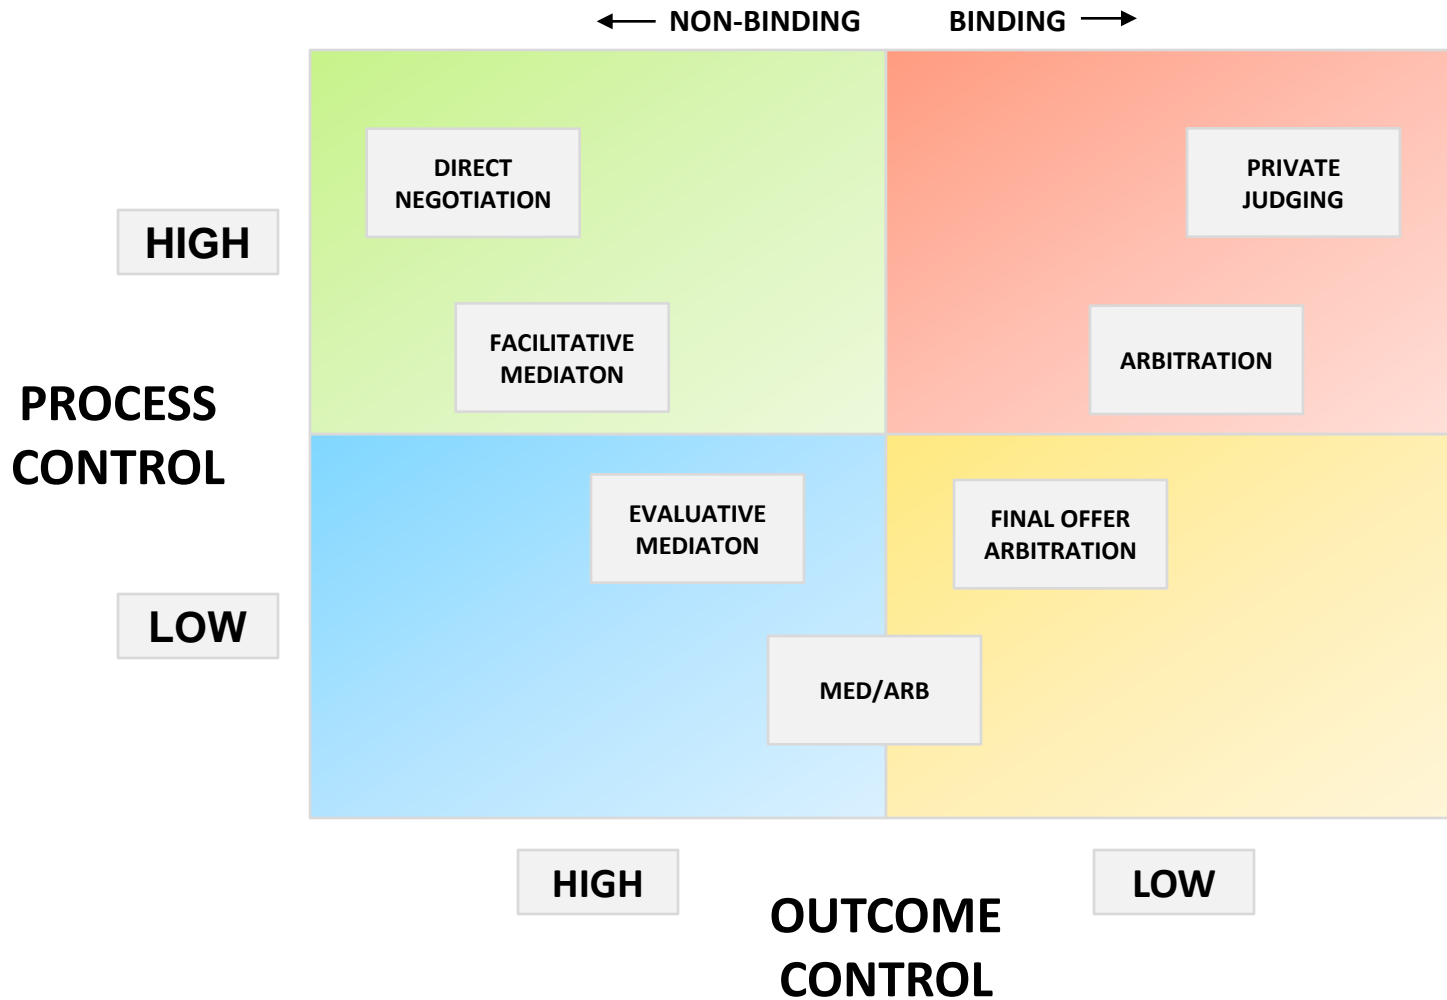 NON-BINDING BINDING
DIRECT
NEGOTIATION
PRIVATE
JUDGING
HIGH
FACILITATIVE
MEDIATON
ARBITRATION
PROCESS
CONTROL
EVALUATIVE
MEDIATON
FINAL OFFER
ARBITRATION
LOW
MED/ARB
HIGH
LOW
OUTCOME
CONTROL